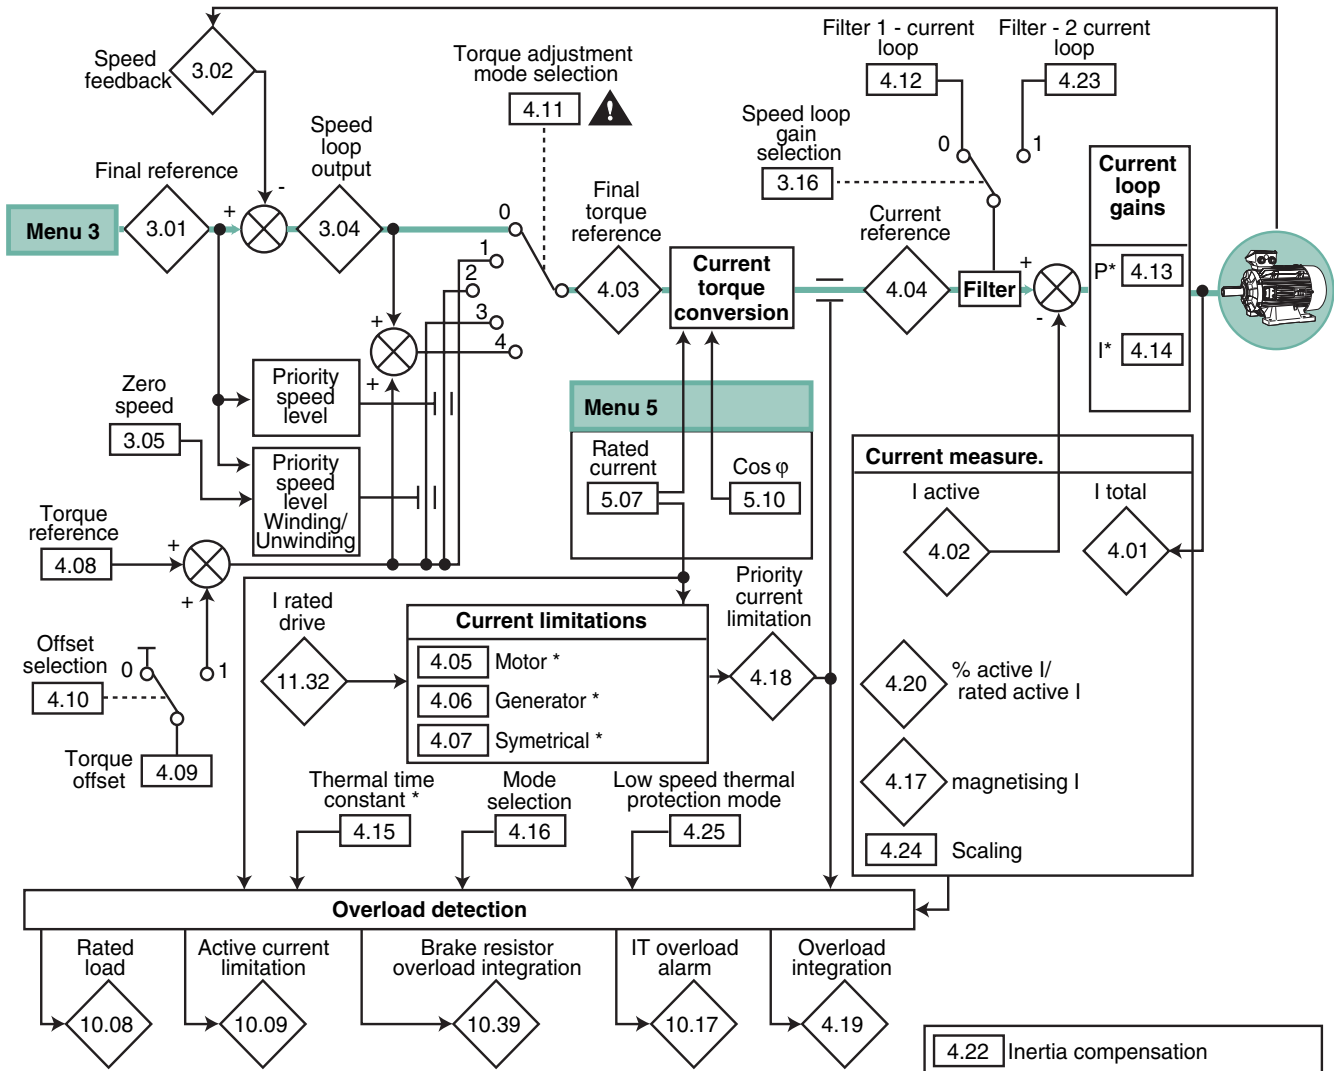 Speed
feedback
3.02
Torque adjustment
mode selection
4.11
Filter 1 - current
loop
4.12
Filter - 2 current
loop
4.23
Speed loop
gain
selection
3.16
0
1
Speed
loop
output
3.04
Final reference
3.01
Menu 3
+
-
0
1
2
3
4
Final
torque
reference
4.03
Current
torque
conversion
Current
reference
4.04
Filter
+
-
Current
loop
gains
P*
4.13
I*
4.14
+
+
Priority
speed
level
Zero
speed
3.05
Priority
speed
level
Winding/
Unwinding
Menu 5
Rated
current
5.07
Cos φ
5.10
Current measure.
I active
4.02
I total
4.01
4.20
% active I/
rated active I
4.17
magnetising I
4.24
Scaling
Torque
reference
4.08
+
+
Offset
selection
4.10
0
1
Torque
offset
4.09
I rated
drive
11.32
Current limitations
4.05
Motor *
4.06
Generator *
4.07
Symetrical *
Priority
current
limitation
4.18
Thermal time
constant *
4.15
Mode
selection
4.16
Low speed thermal
protection mode
4.25
Overload detection
Rated
load
10.08
Active current
limitation
10.09
Brake resistor
overload integration
10.39
IT overload
alarm
10.17
Overload
integration
4.19
4.22
Inertia compensation